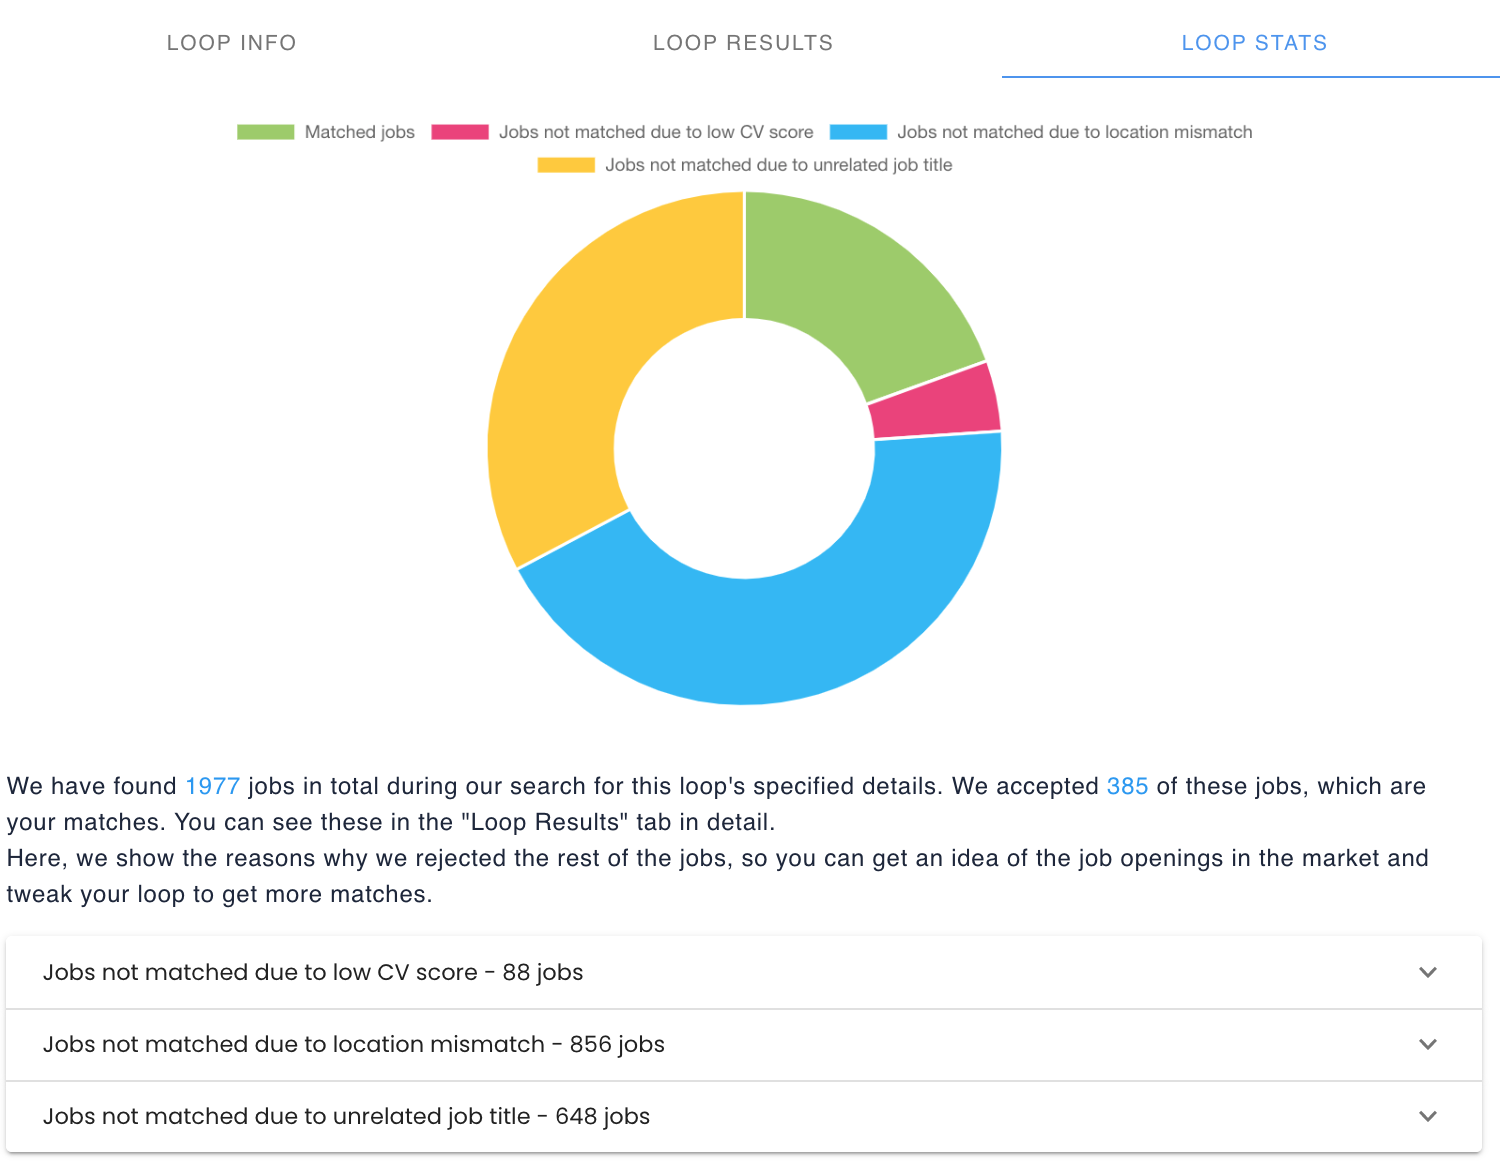 LOOP INFO
LOOP RESULTS
LOOP STATS
Matched jobs
Jobs not matched due to low CV score
Jobs not matched due to location mismatch
Jobs not matched due to unrelated job title
We have found 1977 jobs in total during our search for this loop's specified details. We accepted 385 of these jobs, which are
your matches. You can see these in the "Loop Results" tab in detail.
Here, we show the reasons why we rejected the rest of the jobs, so you can get an idea of the job openings in the market and
tweak your loop to get more matches.
Jobs not matched due to low CV score - 88 jobs
Jobs not matched due to location mismatch - 856 jobs
Jobs not matched due to unrelated job title - 648 jobs